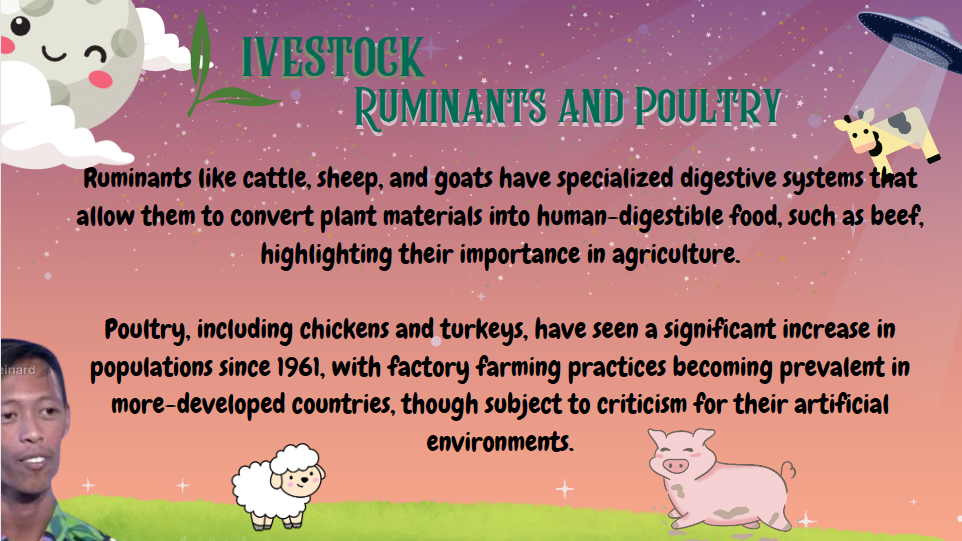 LIVESTOCK
Ruminants and Poultry
Ruminants like cattle, sheep, and goats have specialized digestive systems that
allow them to convert plant materials into human-digestible food, such as beef,
highlighting their importance in agriculture.
Poultry, including chickens and turkeys, have seen a significant increase in
populations since 1961, with factory farming practices becoming prevalent in
more-developed countries, though subject to criticism for their artificial
environments.